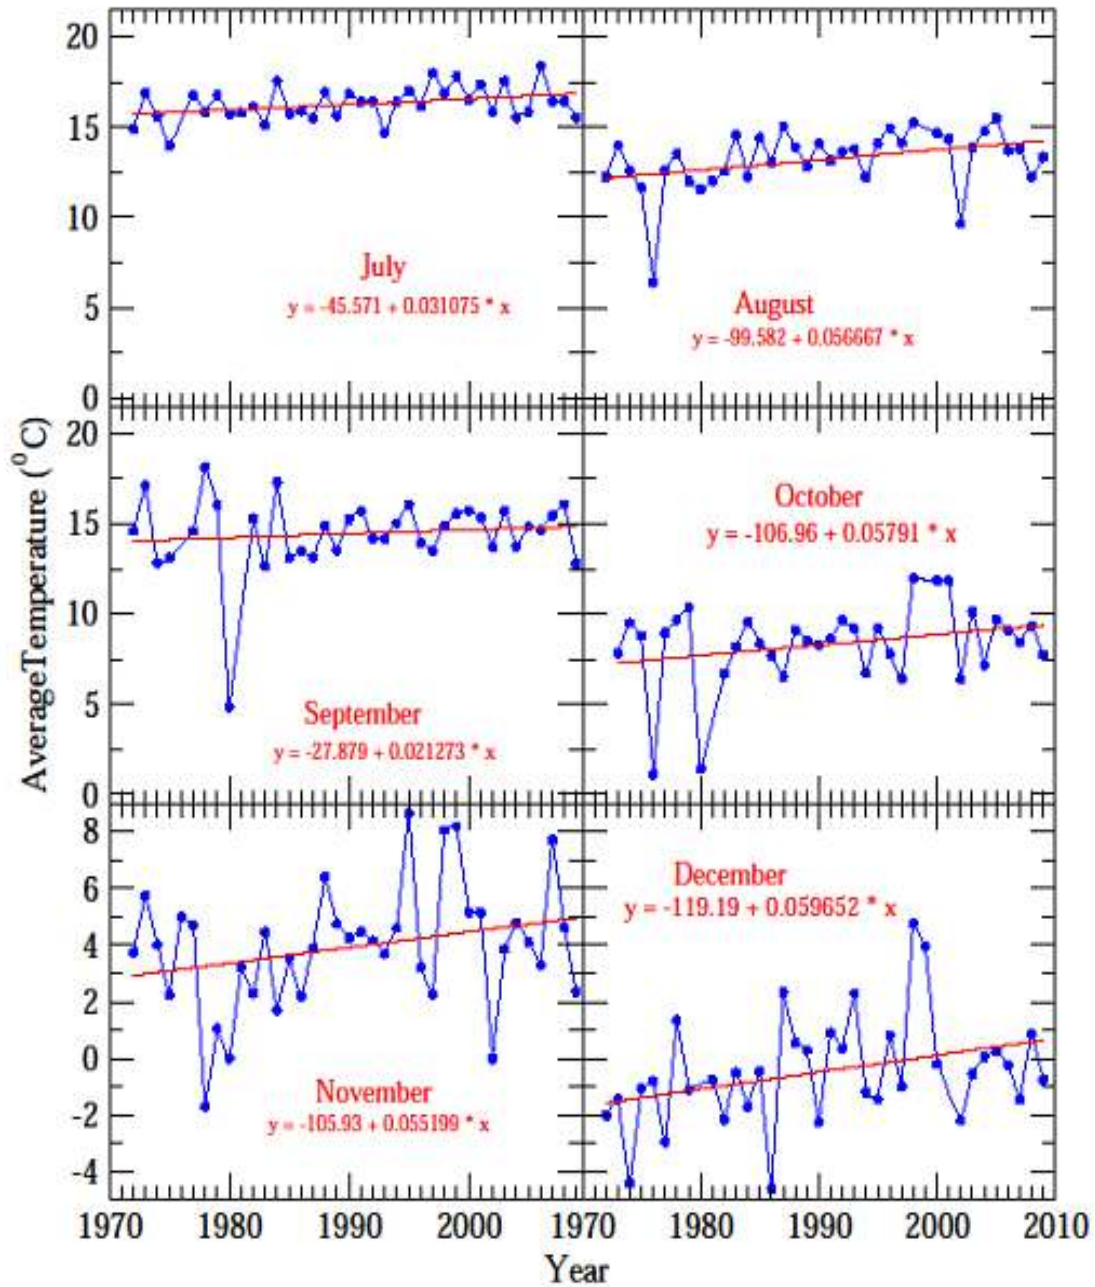 20
15
10
5
0
July
y = -45.571 + 0.031075 * x
August
y = -99.582 + 0.056667 * x
AverageTemperature (⁰C)
20
15
10
5
0
September
y = -27.879 + 0.021273 * x
October
y = -106.96 + 0.05791 * x
8
6
4
2
0
-2
-4
November
y = -105.93 + 0.055199 * x
December
y = -119.19 + 0.059652 * x
1970 1980 1990 2000 1970 1980 1990 2000 2010
Year